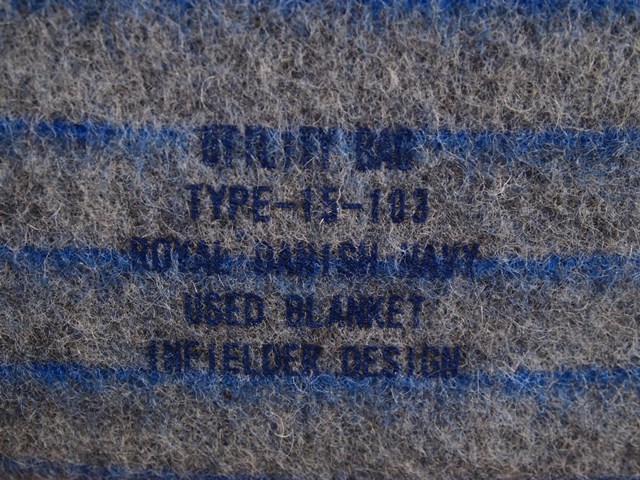 UTILITY BAG
TYPE-15-103
ROYAL DANISH NAVY
USED BLANKET
INFIELDER DESIGN